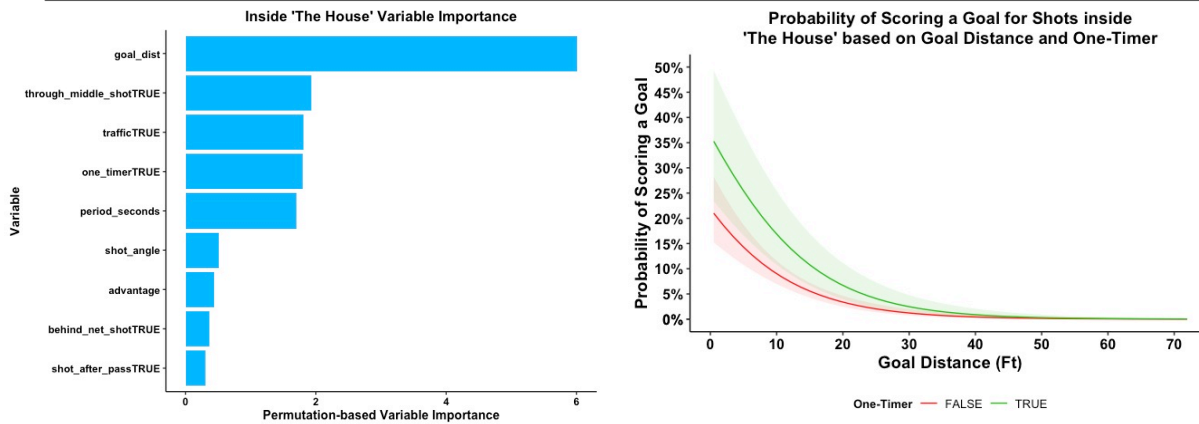 Inside 'The House' Variable Importance
Variable
goal_dist
through_middle_shotTRUE
trafficTRUE
one_timerTRUE
period_seconds
shot_angle
advantage
behind_net_shotTRUE
shot_after_passTRUE
0 2 4 6
Permutation-based Variable Importance
Probability of Scoring a Goal for Shots inside
'The House' based on Goal Distance and One-Timer
Probability of Scoring a Goal
50%
45%
40%
35%
30%
25%
20%
15%
10%
5%
0%
0 10 20 30 40 50 60 70
Goal Distance (Ft)
One-Timer FALSE TRUE